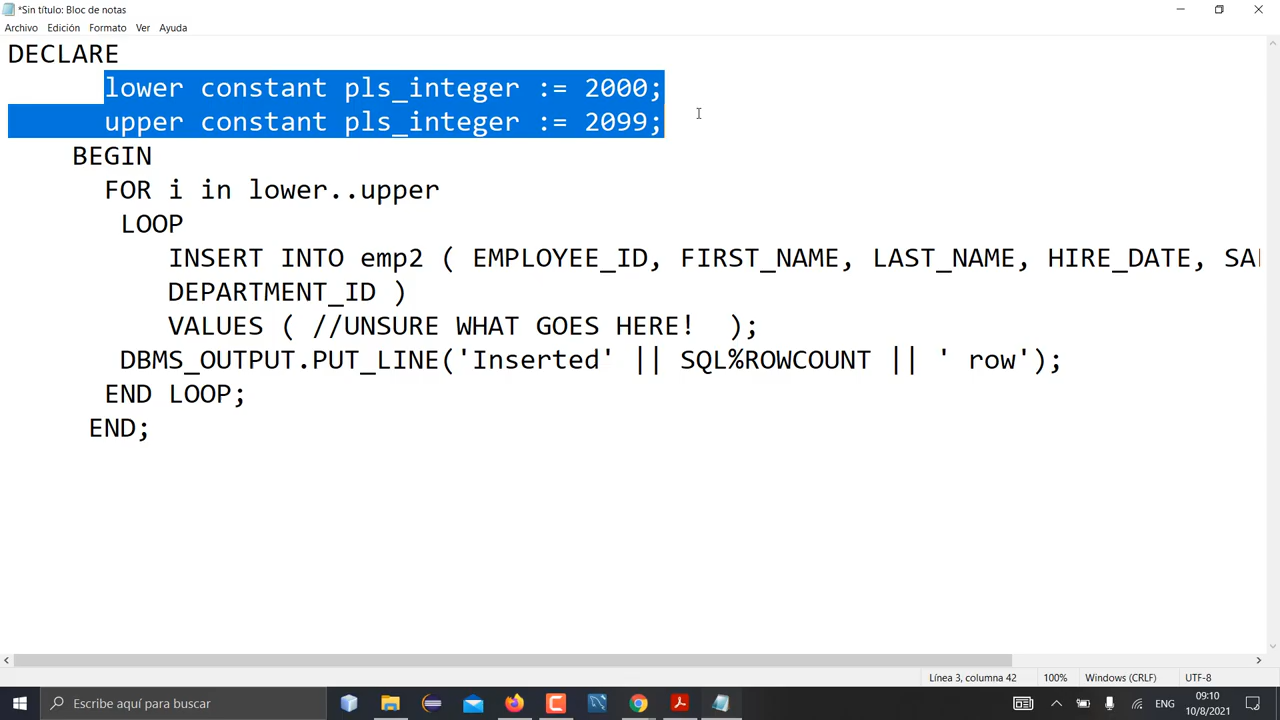 *Sin título: Bloc de notas
Archivo Edición Formato Ver Ayuda
DECLARE
lower constant pls_integer := 2000;
upper constant pls_integer := 2099;
BEGIN
FOR i in lower..upper
LOOP
INSERT INTO emp2 ( EMPLOYEE_ID, FIRST_NAME, LAST_NAME, HIRE_DATE, SAL
DEPARTMENT_ID )
VALUES ( //UNSURE WHAT GOES HERE! );
DBMS_OUTPUT.PUT_LINE('Inserted' || SQL%ROWCOUNT || ' row');
END LOOP;
END;
Línea 3, columna 42 100% Windows (CRLF) UTF-8
Escribe aquí para buscar
ENG
09:10
10/8/2021